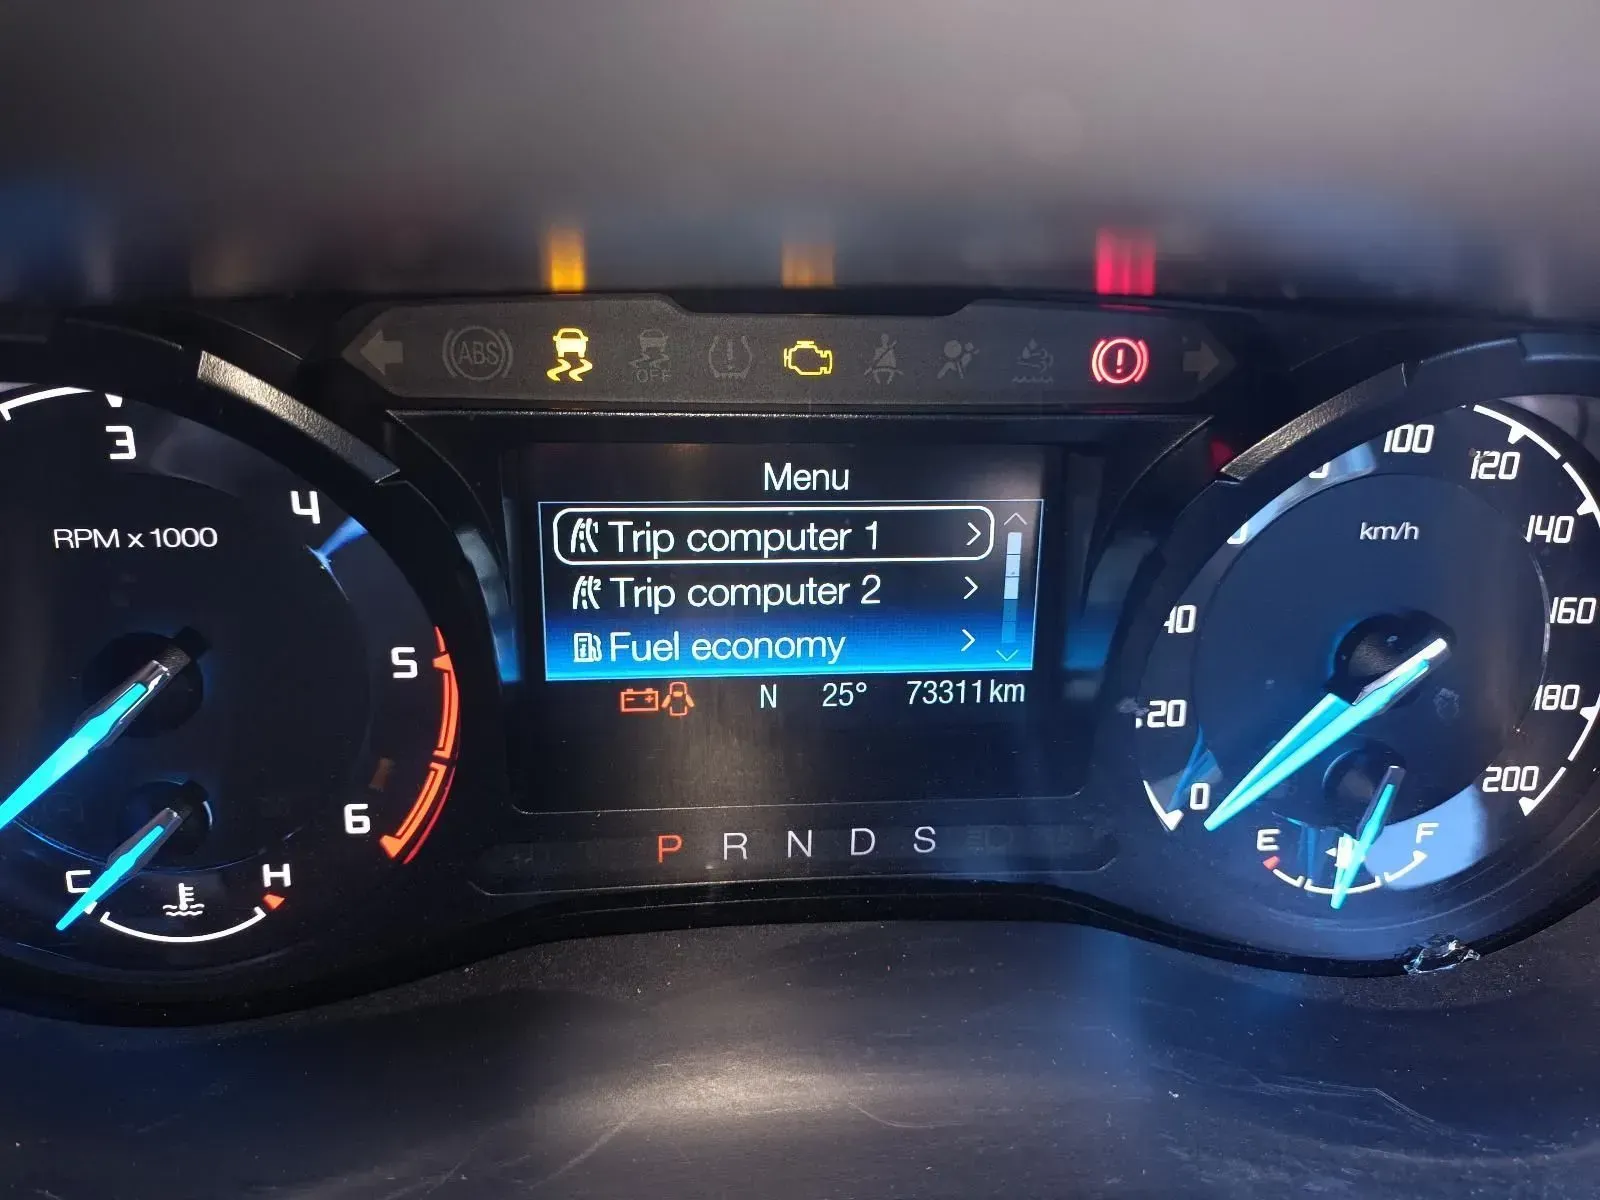 ABS
OFF
Menu
Trip computer 1
Trip computer 2
Fuel economy
N 25° 73311 km
RPM x 1000
3
4
5
6
C H
P R N D S
km/h
0
20
40
100
120
140
160
180
200
E F